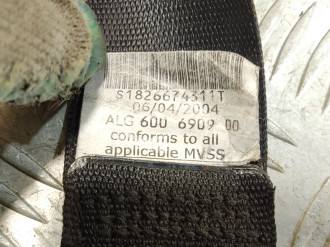 S1826674311T
06/04/2004
ALG 600 6909 00
conforms to all
applicable MVSS